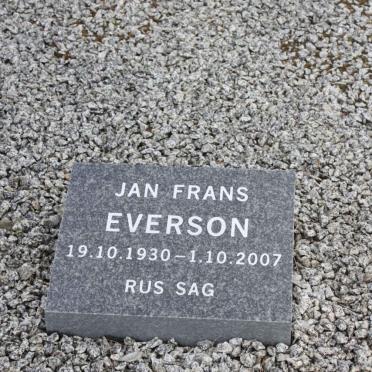 JAN FRANS
EVERSON
19.10.1930 – 1.10.2007
RUS SAG